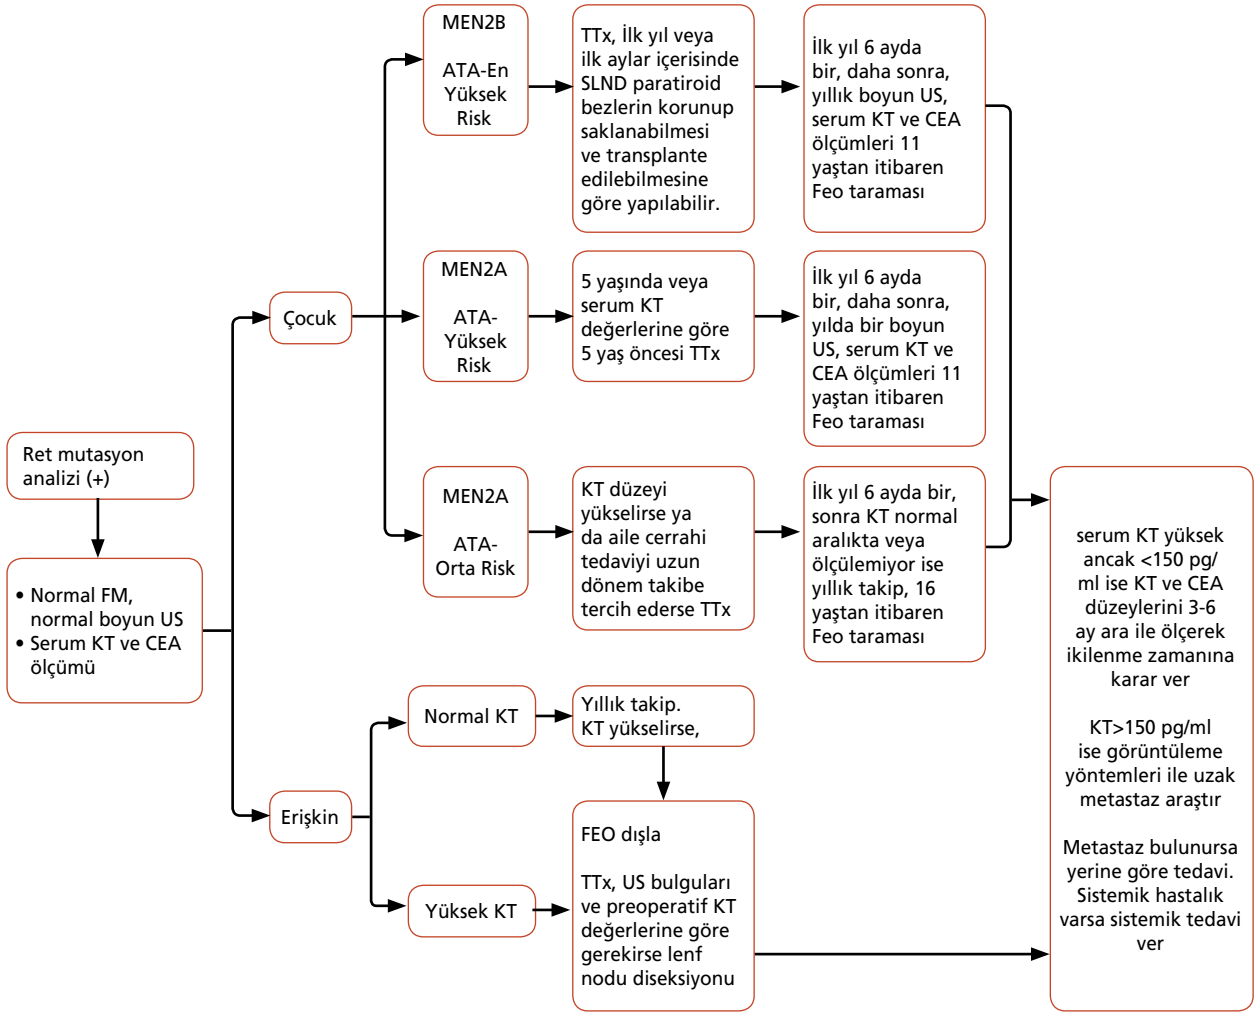 Ret mutasyon
analizi (+)
• Normal FM,
normal boyun US
• Serum KT ve CEA
ölçümü
Çocuk
MEN2B
ATA-En
Yüksek
Risk
TTx, İlk yıl veya
ilk aylar içerisinde
SLND paratiroid
bezlerin korunup
saklanabilmesi
ve transplante
edilebilmesine
göre yapılabilir.
İlk yıl 6 ayda
bir, daha sonra,
yıllık boyun US,
serum KT ve CEA
ölçümleri 11
yaştan itibaren
Feo taraması
MEN2A
ATA-
Yüksek
Risk
5 yaşında veya
serum KT
değerlerine göre
5 yaş öncesi TTx
İlk yıl 6 ayda
bir, daha sonra,
yılda bir boyun
US, serum KT ve
CEA ölçümleri 11
yaştan itibaren
Feo taraması
MEN2A
ATA-
Orta Risk
KT düzeyi
yükselirse ya
da aile cerrahi
tedaviyi uzun
dönem takibe
tercih ederse TTx
İlk yıl 6 ayda bir,
sonra KT normal
aralıkta veya
ölçülemiyor ise
yıllık takip, 16
yaştan itibaren
Feo taraması
Erişkin
Normal KT
Yıllık takip.
KT yükselirse,
Yüksek KT
FEO dışla
TTx, US bulguları
ve preoperatif KT
değerlerine göre
gerekirse lenf
nodu diseksiyonu
serum KT yüksek
ancak <150 pg/
ml ise KT ve CEA
düzeylerini 3-6
ay ara ile ölçerek
ikilenme zamanına
karar ver
KT>150 pg/ml
ise görüntüleme
yöntemleri ile uzak
metastaz araştır
Metastaz bulunursa
yerine göre tedavi.
Sistemik hastalık
varsa sistemik tedavi
ver